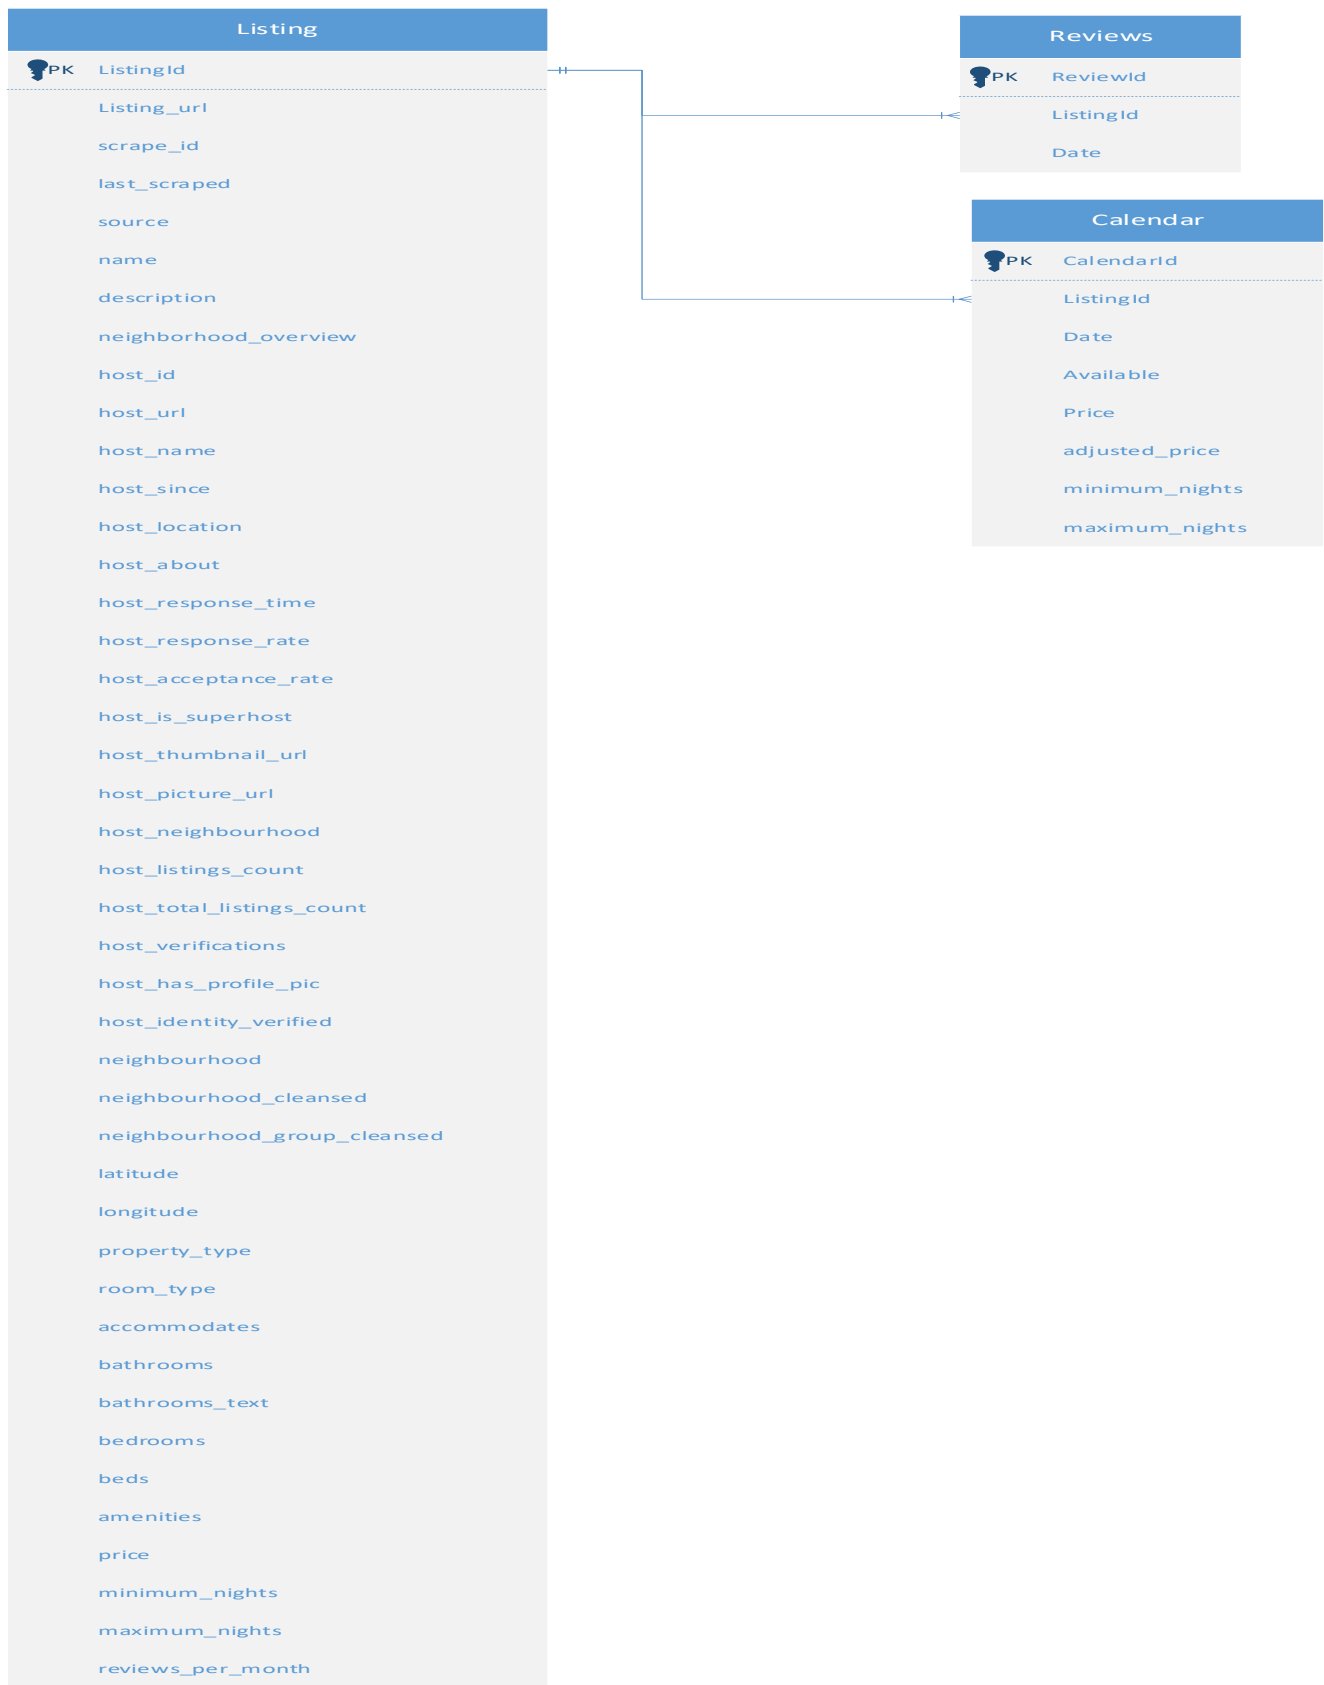 Listing
PK ListingId
Listing_url
scrape_id
last_scraped
source
name
description
neighborhood_overview
host_id
host_url
host_name
host_since
host_location
host_about
host_response_time
host_response_rate
host_acceptance_rate
host_is_superhost
host_thumbnail_url
host_picture_url
host_neighbourhood
host_listings_count
host_total_listings_count
host_verifications
host_has_profile_pic
host_identity_verified
neighbourhood
neighbourhood_cleansed
neighbourhood_group_cleansed
latitude
longitude
property_type
room_type
accommodates
bathrooms
bathrooms_text
bedrooms
beds
amenities
price
minimum_nights
maximum_nights
reviews_per_month
Reviews
PK ReviewId
ListingId
Date
Calendar
PK CalendarId
ListingId
Date
Available
Price
adjusted_price
minimum_nights
maximum_nights